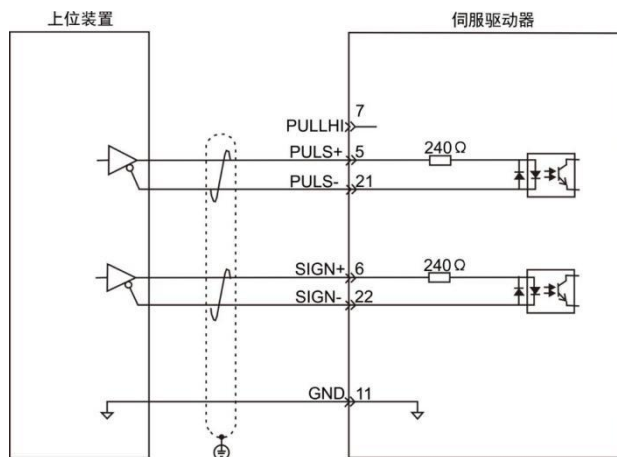 上位装置
伺服驱动器
7
PULLHI
PULS+ 5 240Ω
PULS- 21
SIGN+ 6 240Ω
SIGN- 22
GND 11